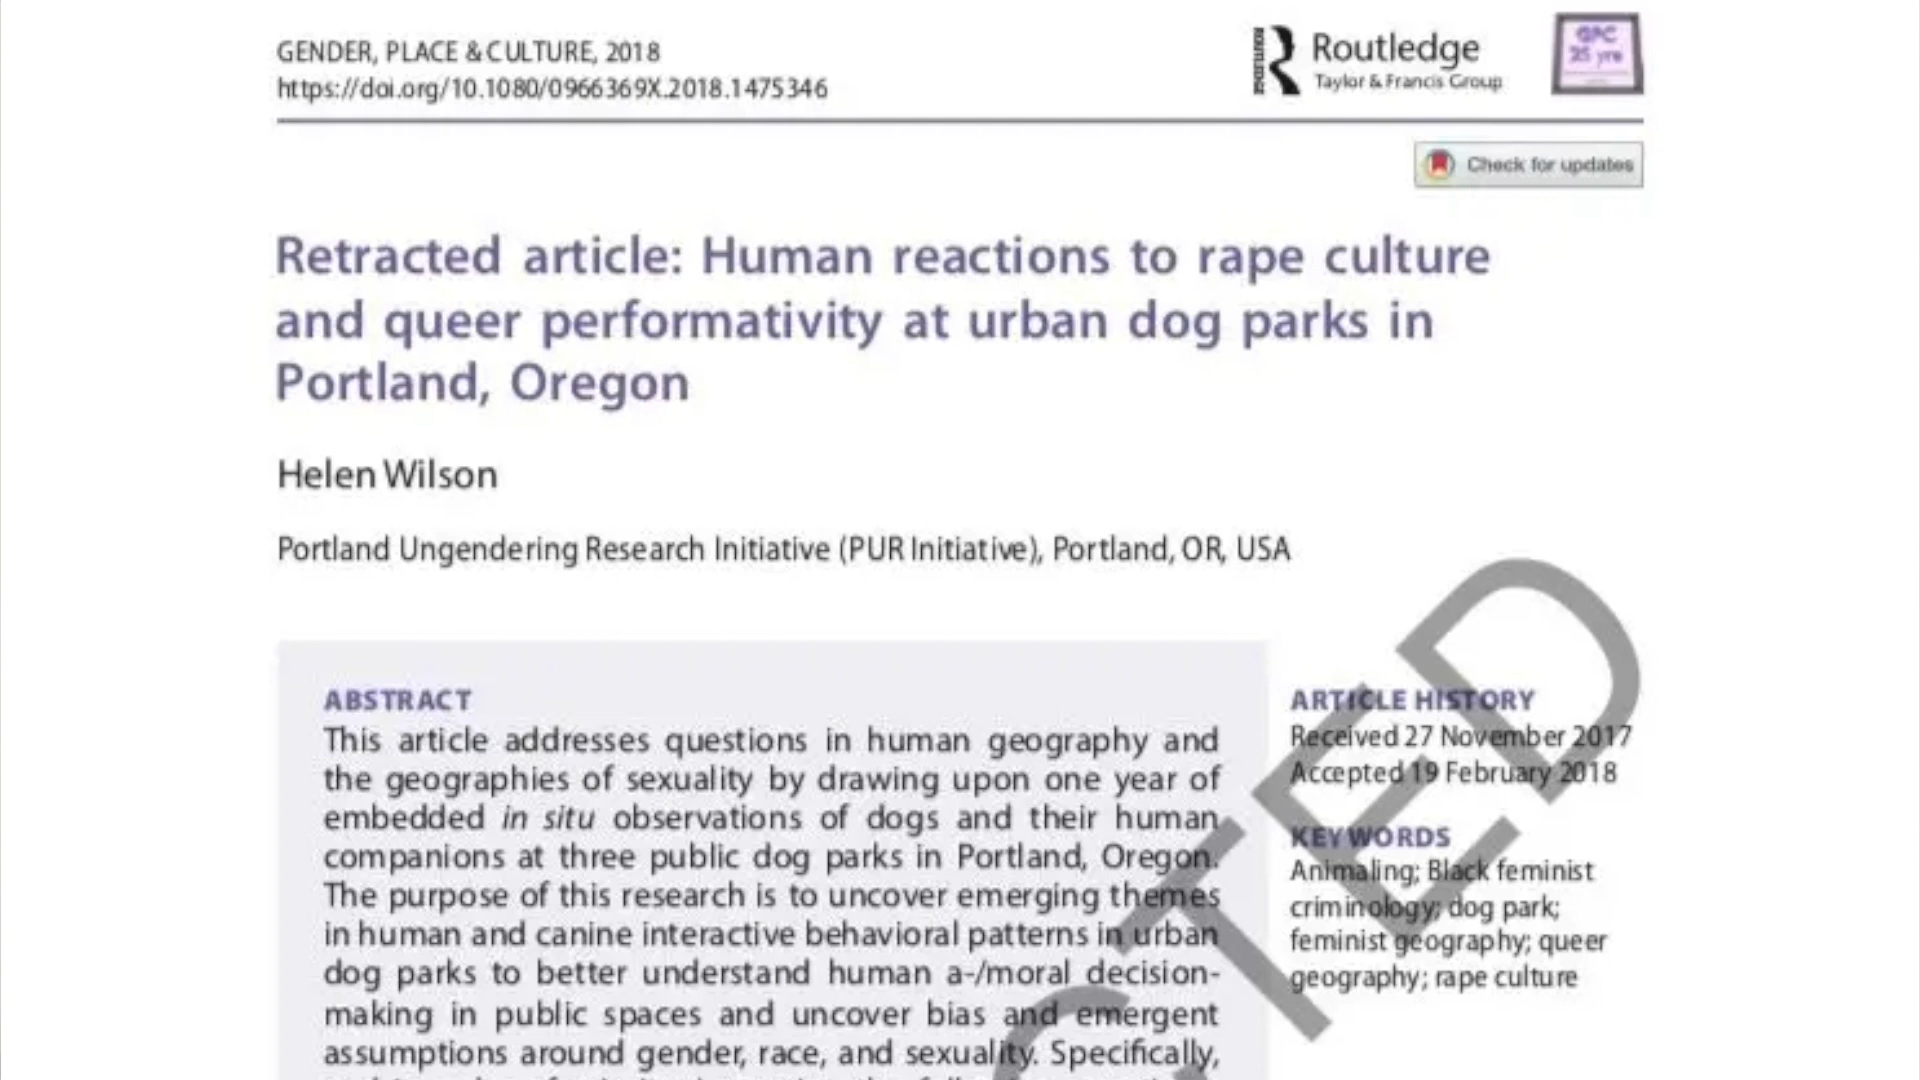 GENDER, PLACE & CULTURE, 2018
https://doi.org/10.1080/0966369X.2018.1475346
ROUTLEDGE
Routledge
Taylor & Francis Group
GPC
25 yrs
Check for updates
Retracted article: Human reactions to rape culture
and queer performativity at urban dog parks in
Portland, Oregon
Helen Wilson
Portland Ungendering Research Initiative (PUR Initiative), Portland, OR, USA
ABSTRACT
This article addresses questions in human geography and
the geographies of sexuality by drawing upon one year of
embedded in situ observations of dogs and their human
companions at three public dog parks in Portland, Oregon.
The purpose of this research is to uncover emerging themes
in human and canine interactive behavioral patterns in urban
dog parks to better understand human a-/moral decision-
making in public spaces and uncover bias and emergent
assumptions around gender, race, and sexuality. Specifically,
ARTICLE HISTORY
Received 27 November 2017
Accepted 19 February 2018
KEYWORDS
Animaling; Black feminist
criminology; dog park;
feminist geography; queer
geography; rape culture
CTED